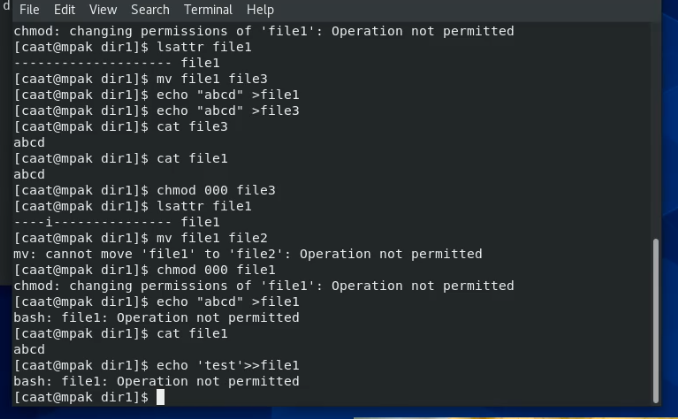 d
File Edit View Search Terminal Help
chmod: changing permissions of 'file1': Operation not permitted
[caat@mpak dir1]$ lsattr file1
-------------------- file1
[caat@mpak dir1]$ mv file1 file3
[caat@mpak dir1]$ echo "abcd" >file1
[caat@mpak dir1]$ echo "abcd" >file3
[caat@mpak dir1]$ cat file3
abcd
[caat@mpak dir1]$ cat file1
abcd
[caat@mpak dir1]$ chmod 000 file3
[caat@mpak dir1]$ lsattr file1
----i--------------- file1
[caat@mpak dir1]$ mv file1 file2
mv: cannot move 'file1' to 'file2': Operation not permitted
[caat@mpak dir1]$ chmod 000 file1
chmod: changing permissions of 'file1': Operation not permitted
[caat@mpak dir1]$ echo "abcd" >file1
bash: file1: Operation not permitted
[caat@mpak dir1]$ cat file1
abcd
[caat@mpak dir1]$ echo 'test'>>file1
bash: file1: Operation not permitted
[caat@mpak dir1]$